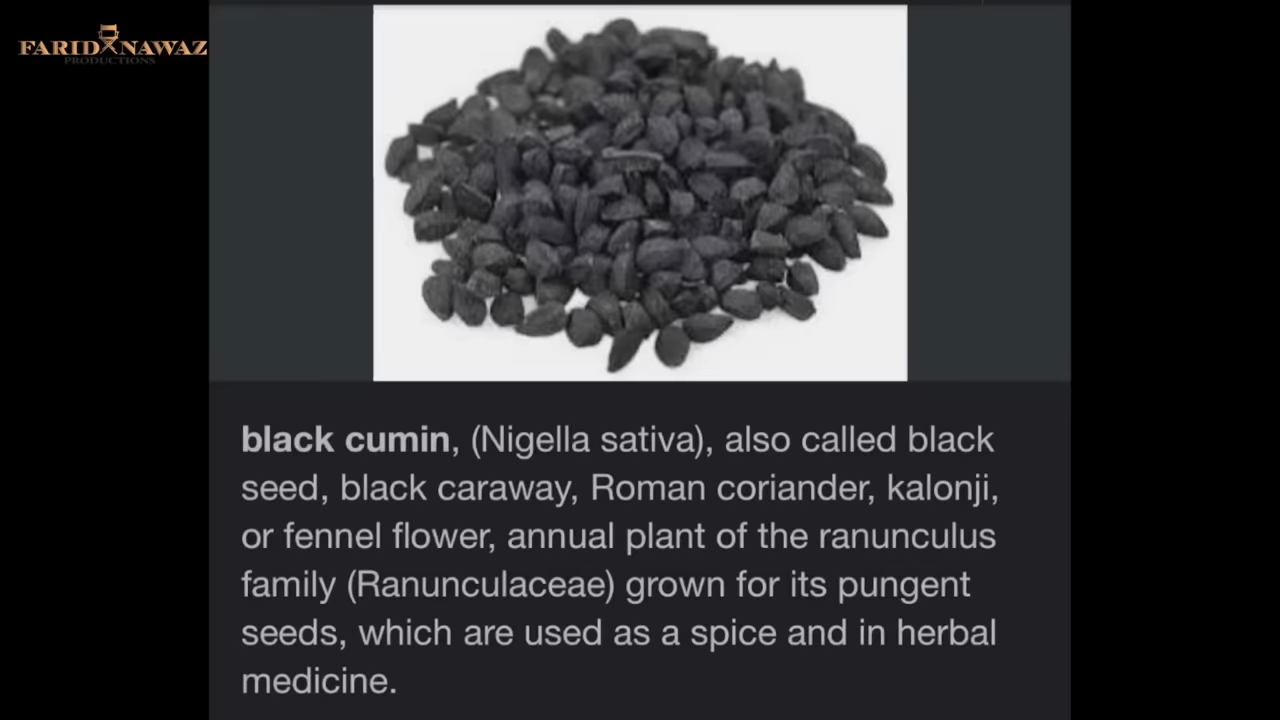 FARID NAWAZ
PRODUCTIONS
black cumin, (Nigella sativa), also called black
seed, black caraway, Roman coriander, kalonji,
or fennel flower, annual plant of the ranunculus
family (Ranunculaceae) grown for its pungent
seeds, which are used as a spice and in herbal
medicine.